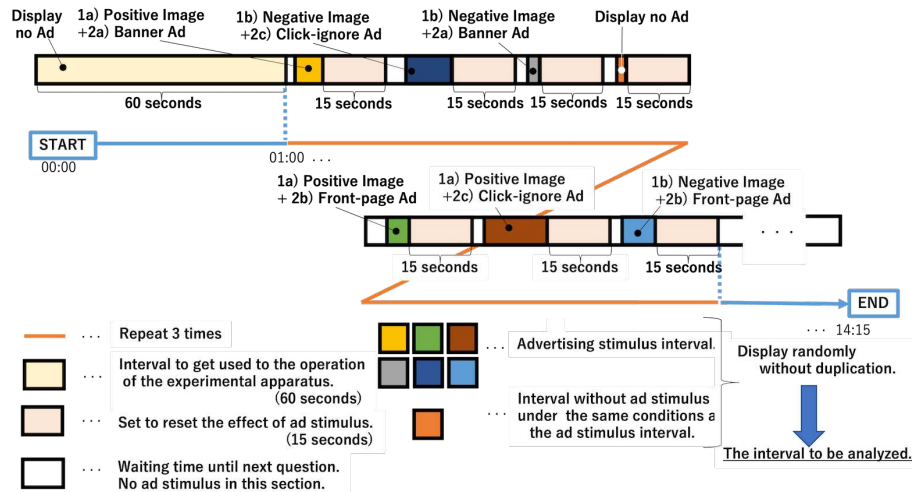 Display
no Ad
1a) Positive Image
+2a) Banner Ad
1b) Negative Image
+2c) Click-ignore Ad
1b) Negative Image
+2a) Banner Ad
Display no Ad
60 seconds
15 seconds
15 seconds
15 seconds
15 seconds
START
00:00
01:00 ...
1a) Positive Image
+ 2b) Front-page Ad
1a) Positive Image
+2c) Click-ignore Ad
1b) Negative Image
+2b) Front-page Ad
. . .
15 seconds
15 seconds
15 seconds
END
... 14:15
... Repeat 3 times
... Interval to get used to the operation
of the experimental apparatus.
(60 seconds)
... Set to reset the effect of ad stimulus.
(15 seconds)
... Waiting time until next question.
No ad stimulus in this section.
... Advertising stimulus interval.
... Interval without ad stimulus
under the same conditions a
the ad stimulus interval.
Display randomly
without duplication.
The interval to be analyzed.